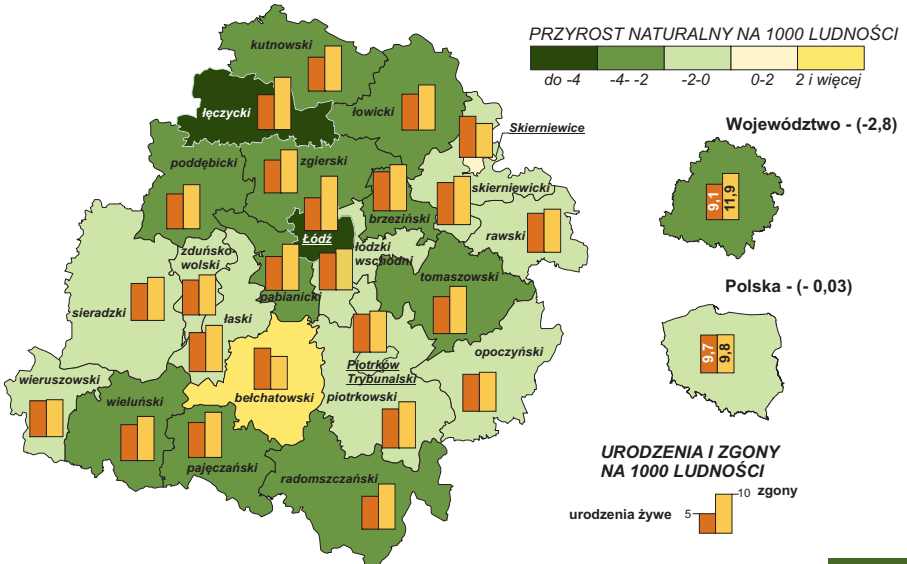 PRZYROST NATURALNY NA 1000 LUDNOŚCI
do -4 -4- -2 -2-0 0-2 2 i więcej
kutnowski
łęczycki
łowicki
Skierniewice
Województwo - (-2,8)
poddębicki
zgierski
skierniewicki
9,1 11,9
brzeziński
rawski
Łódź
łódzki
wschodni
zduńsko-
wolski
tomaszowski
pabianicki
Polska - (- 0,03)
sieradzki
łaski
9,7 9,8
Piotrków
Trybunalski
opoczyński
wieruszowski
bełchatowski
piotrkowski
wieluński
pajęczański
radomszczański
URODZENIA I ZGONY
NA 1000 LUDNOŚCI
10 zgony
urodzenia żywe 5